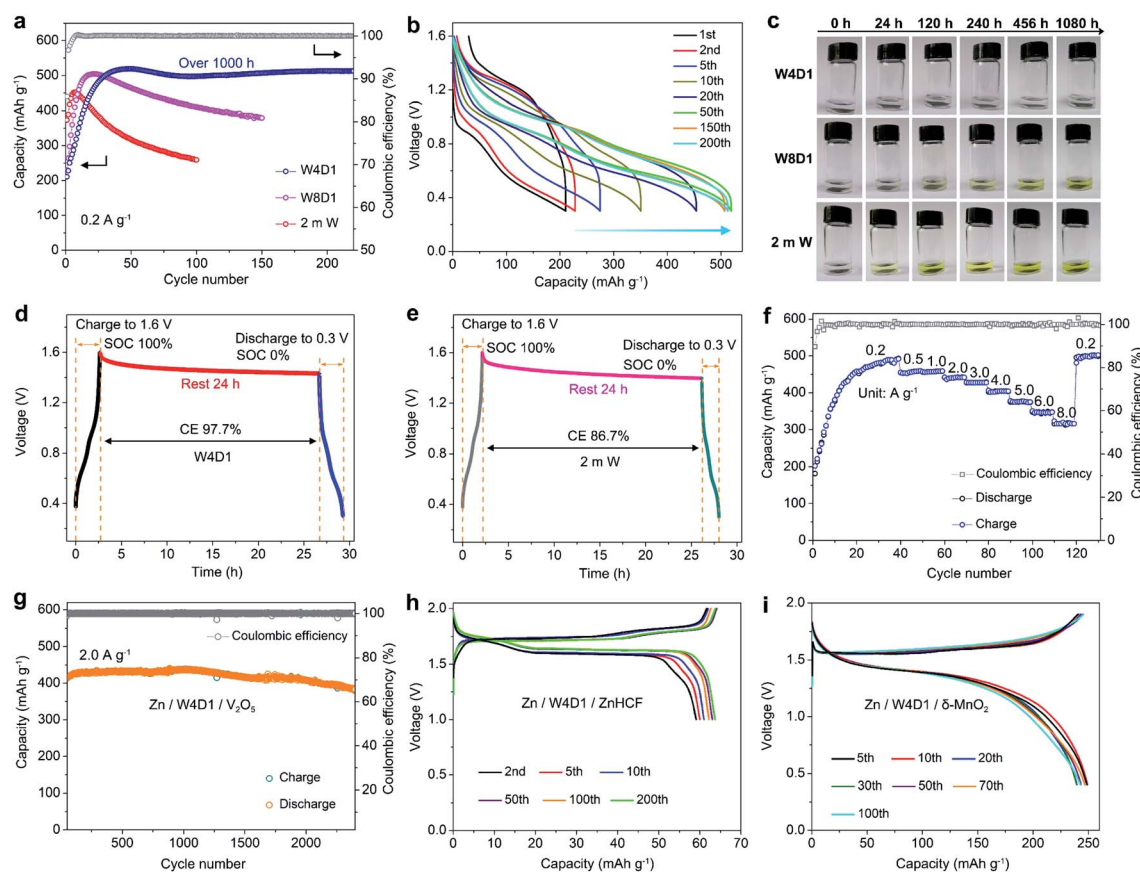 a
600
500
400
300
200
100
0
Capacity (mAh g⁻¹)
100
90
80
70
60
50
Coulombic efficiency (%)
Over 1000 h
0.2 A g⁻¹
W4D1
W8D1
2 m W
0 50 100 150 200
Cycle number
b
1.6
1.2
0.8
0.4
0.0
Voltage (V)
1st
2nd
5th
10th
20th
50th
150th
200th
0 100 200 300 400 500
Capacity (mAh g⁻¹)
c
0 h 24 h 120 h 240 h 456 h 1080 h
W4D1
W8D1
2 m W
d
Charge to 1.6 V
SOC 100%
Discharge to 0.3 V
SOC 0%
1.6
1.2
0.8
0.4
Voltage (V)
Rest 24 h
CE 97.7%
W4D1
0 5 10 15 20 25 30
Time (h)
e
Charge to 1.6 V
SOC 100%
Discharge to 0.3 V
SOC 0%
1.6
1.2
0.8
0.4
Voltage (V)
Rest 24 h
CE 86.7%
2 m W
0 5 10 15 20 25 30
Time (h)
f
600
500
400
300
200
100
0
Capacity (mAh g⁻¹)
100
80
60
40
20
0
Coulombic efficiency (%)
0.2 0.5 1.0 2.0 3.0 4.0 5.0 6.0 8.0 0.2
Unit: A g⁻¹
Coulombic efficiency
Discharge
Charge
0 20 40 60 80 100 120
Cycle number
g
600
500
400
300
200
100
0
Capacity (mAh g⁻¹)
100
80
70
60
50
40
30
20
10
Coulombic efficiency (%)
Coulombic efficiency
2.0 A g⁻¹
Zn / W4D1 / V₂O₅
Charge
Discharge
500 1000 1500 2000
Cycle number
h
2.0
1.5
1.0
0.5
0.0
Voltage (V)
Zn / W4D1 / ZnHCF
2nd 5th 10th
50th 100th 200th
0 10 20 30 40 50 60 70
Capacity (mAh g⁻¹)
i
2.0
1.5
1.0
0.5
0.0
Voltage (V)
Zn / W4D1 / δ-MnO₂
5th 10th 20th
30th 50th 70th
100th
0 50 100 150 200 250
Capacity (mAh g⁻¹)